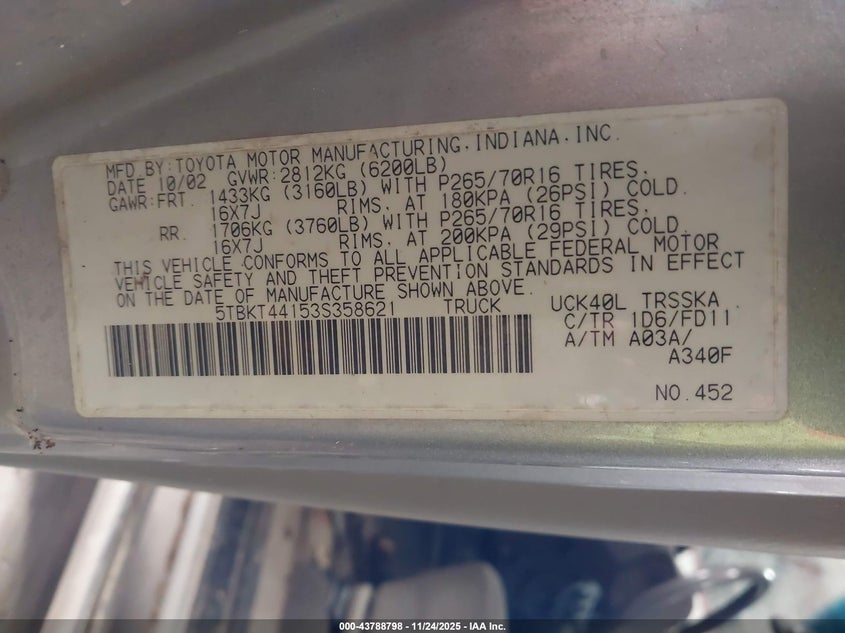 MFD.BY:TOYOTA MOTOR MANUFACTURING.INDIANA.INC.
DATE 10/02 GVWR:2812KG (6200LB)
GAWR:FRT. 1433KG (3160LB) WITH P265/70R16 TIRES.
16X7J RIMS. AT 180KPA (26PSI) COLD.
RR. 1706KG (3760LB) WITH P265/70R16 TIRES.
16X7J RIMS. AT 200KPA (29PSI) COLD.
THIS VEHICLE CONFORMS TO ALL APPLICABLE FEDERAL MOTOR
VEHICLE SAFETY AND THEFT PREVENTION STANDARDS IN EFFECT
ON THE DATE OF MANUFACTURE SHOWN ABOVE.
5TBKT44153S358621 TRUCK UCK40L TRSSKA
C/TR 1D6/FD11
A/TM A03A/
A340F
NO.452
000-43788798 - 11/24/2025 - IAA Inc.